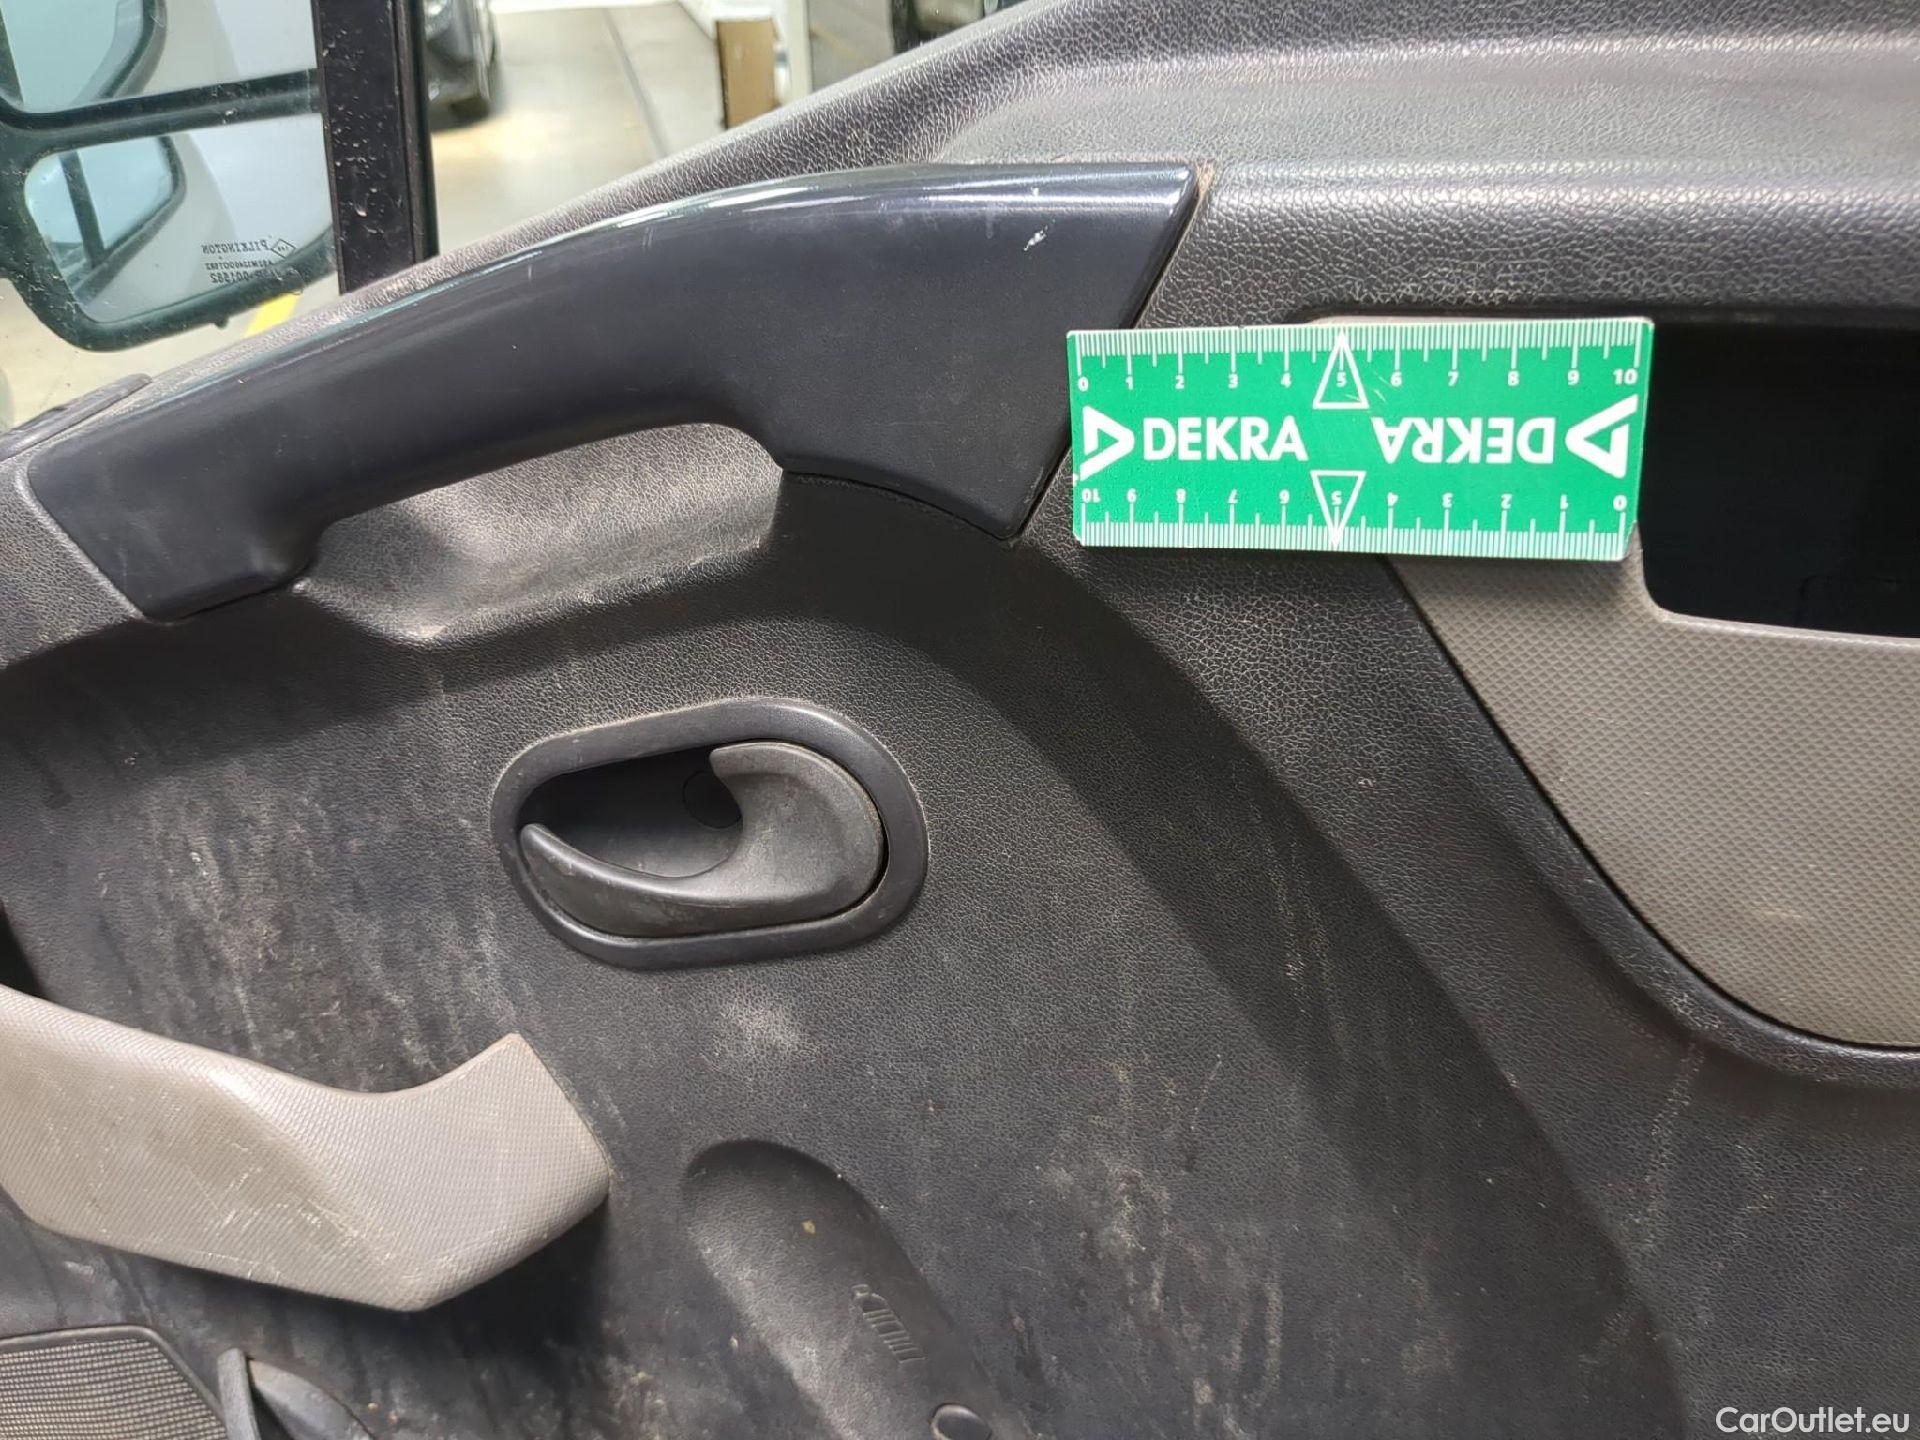 PILKINGTON
0 1 2 3 4 5 6 7 8 9 10
DEKRA DEKRA
10 9 8 7 6 5 4 3 2 1 0
CarOutlet.eu